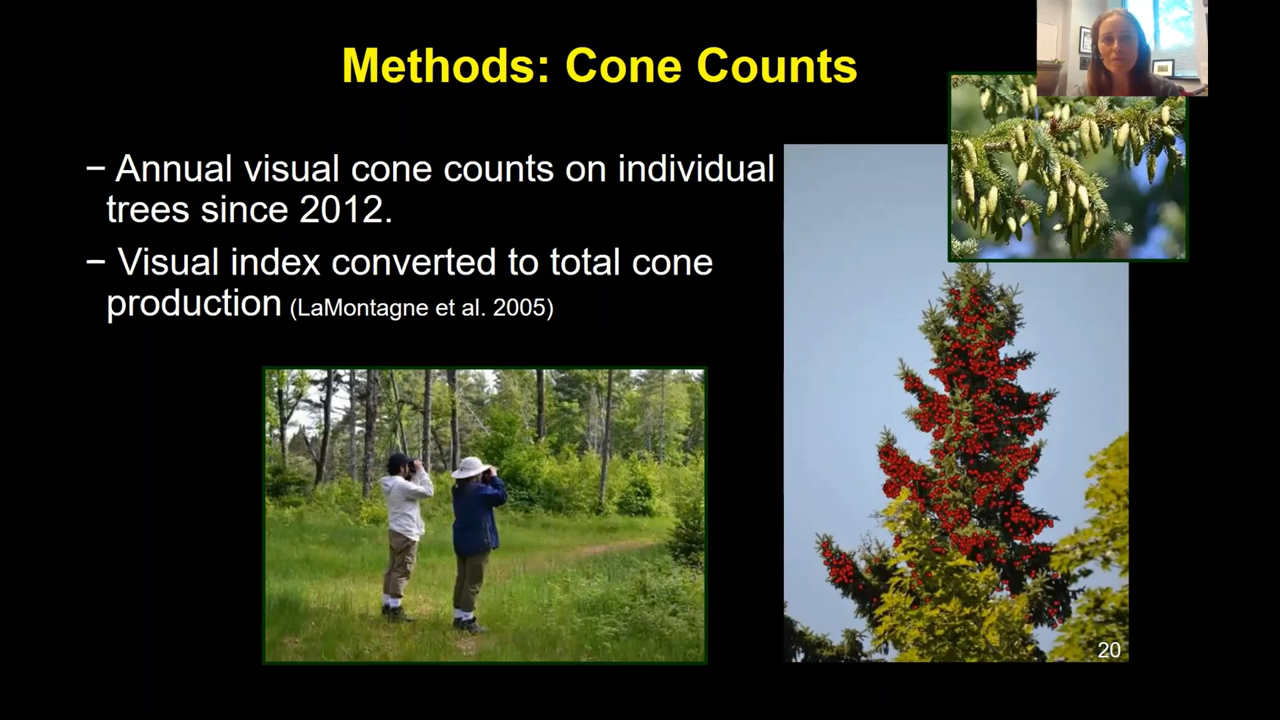 Methods: Cone Counts
– Annual visual cone counts on individual
trees since 2012.
– Visual index converted to total cone
production (LaMontagne et al. 2005)
20